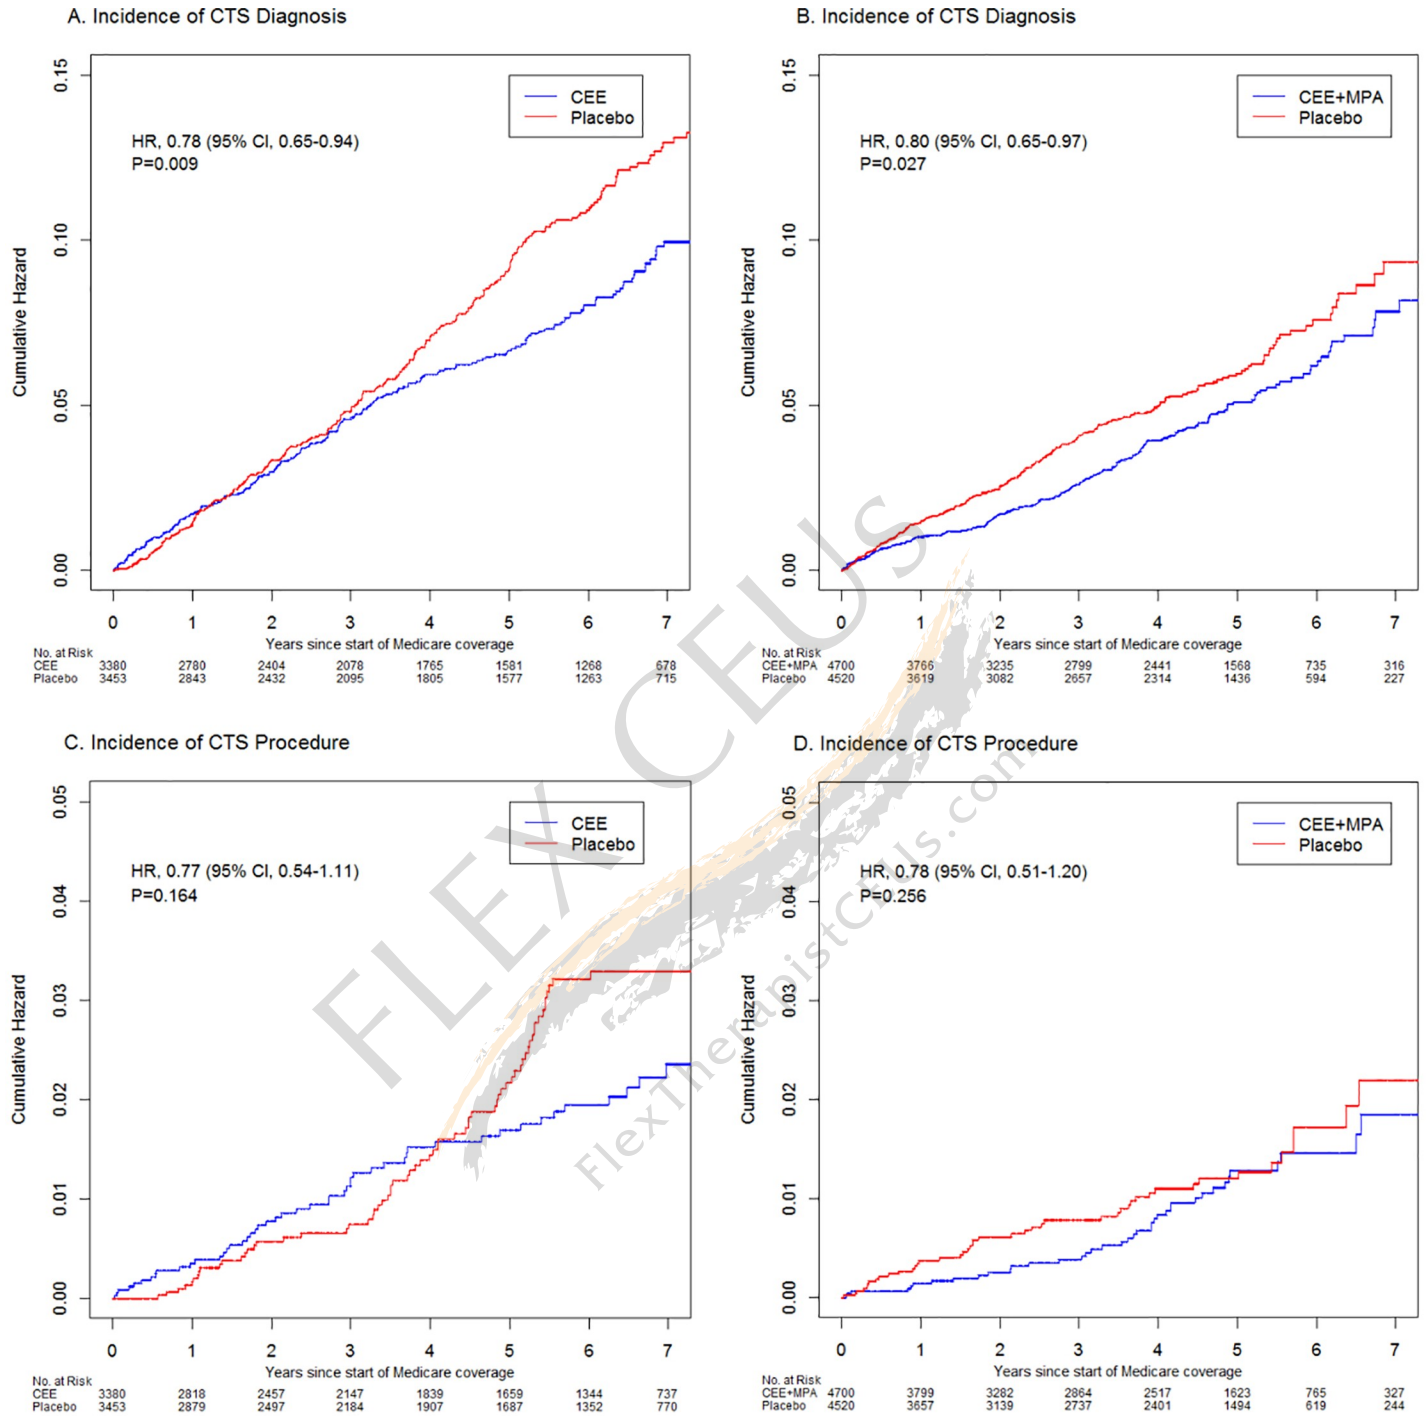 A. Incidence of CTS Diagnosis
0.15
0.10
0.05
0.00
Cumulative Hazard
CEE
Placebo
HR, 0.78 (95% CI, 0.65-0.94)
P=0.009
0 1 2 3 4 5 6 7
Years since start of Medicare coverage
No. at Risk
CEE 3380 2780 2404 2078 1765 1581 1268 678
Placebo 3453 2843 2432 2095 1805 1577 1263 715
B. Incidence of CTS Diagnosis
0.15
0.10
0.05
0.00
Cumulative Hazard
CEE+MPA
Placebo
HR, 0.80 (95% CI, 0.65-0.97)
P=0.027
0 1 2 3 4 5 6 7
Years since start of Medicare coverage
No. at Risk
CEE+MPA 4700 3766 3235 2799 2441 1568 735 316
Placebo 4520 3619 3082 2657 2314 1436 594 227
C. Incidence of CTS Procedure
0.05
0.04
0.03
0.02
0.01
0.00
Cumulative Hazard
CEE
Placebo
HR, 0.77 (95% CI, 0.54-1.11)
P=0.164
0 1 2 3 4 5 6 7
Years since start of Medicare coverage
No. at Risk
CEE 3380 2818 2457 2147 1839 1659 1344 737
Placebo 3453 2879 2497 2184 1907 1687 1352 770
D. Incidence of CTS Procedure
0.05
0.04
0.03
0.02
0.01
0.00
Cumulative Hazard
CEE+MPA
Placebo
HR, 0.78 (95% CI, 0.51-1.20)
P=0.256
0 1 2 3 4 5 6 7
Years since start of Medicare coverage
No. at Risk
CEE+MPA 4700 3799 3282 2864 2517 1623 765 327
Placebo 4520 3657 3139 2737 2401 1494 619 244
FLEX CEUs
FlexTherapistCEUs.com